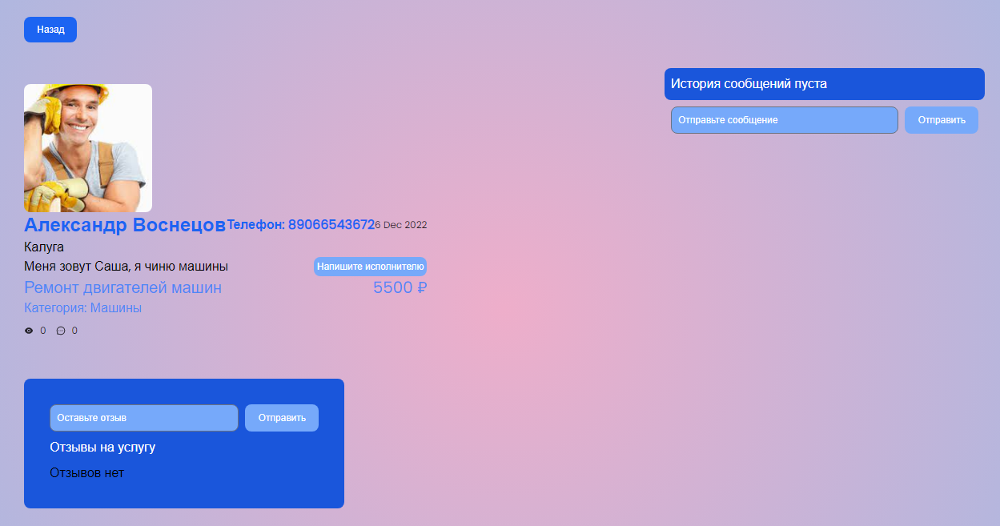 Назад
История сообщений пуста
Отправьте сообщение Отправить
Александр Воснецов Телефон: 89066543672 6 Dec 2022
Калуга
Меня зовут Саша, я чиню машины Напишите исполнителю
Ремонт двигателей машин 5500 ₽
Категория: Машины
0 0
Оставьте отзыв Отправить
Отзывы на услугу
Отзывов нет